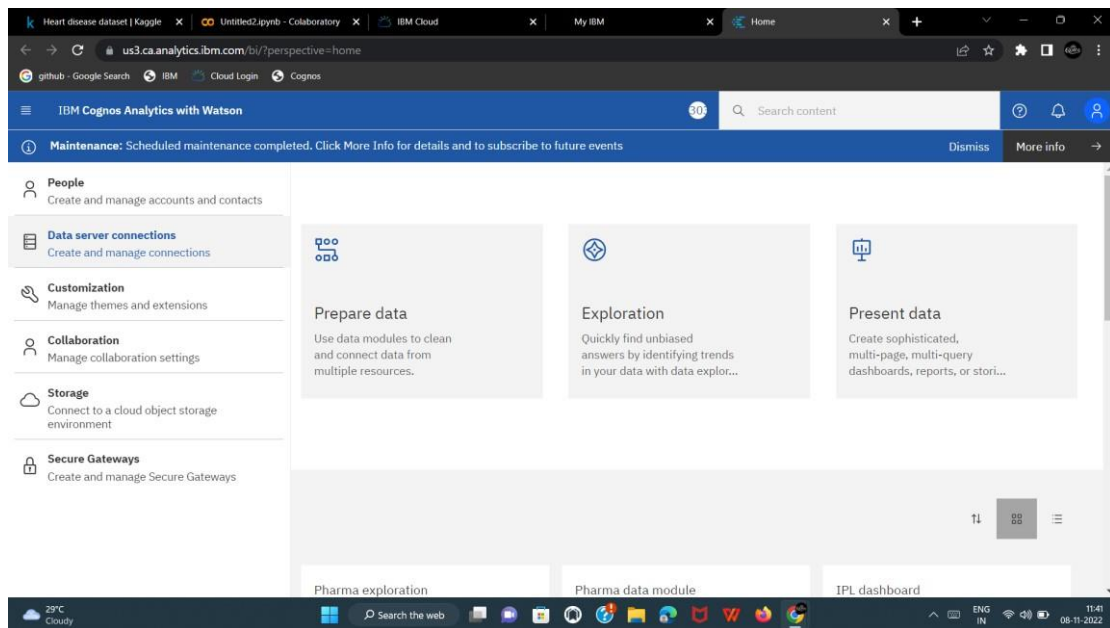 Heart disease dataset | Kaggle
Untitled2.ipynb - Colaboratory
IBM Cloud
My IBM
Home
us3.ca.analytics.ibm.com/bi/?perspective=home
github - Google Search
IBM
Cloud Login
Cognos
IBM Cognos Analytics with Watson
Search content
Maintenance: Scheduled maintenance completed. Click More Info for details and to subscribe to future events
Dismiss
More info
People
Create and manage accounts and contacts
Data server connections
Create and manage connections
Customization
Manage themes and extensions
Collaboration
Manage collaboration settings
Storage
Connect to a cloud object storage
environment
Secure Gateways
Create and manage Secure Gateways
Prepare data
Use data modules to clean
and connect data from
multiple resources.
Exploration
Quickly find unbiased
answers by identifying trends
in your data with data explor...
Present data
Create sophisticated,
multi-page, multi-query
dashboards, reports, or stori...
Pharma exploration
Pharma data module
IPL dashboard
29°C
Cloudy
Search the web
ENG
IN
11:41
08-11-2022